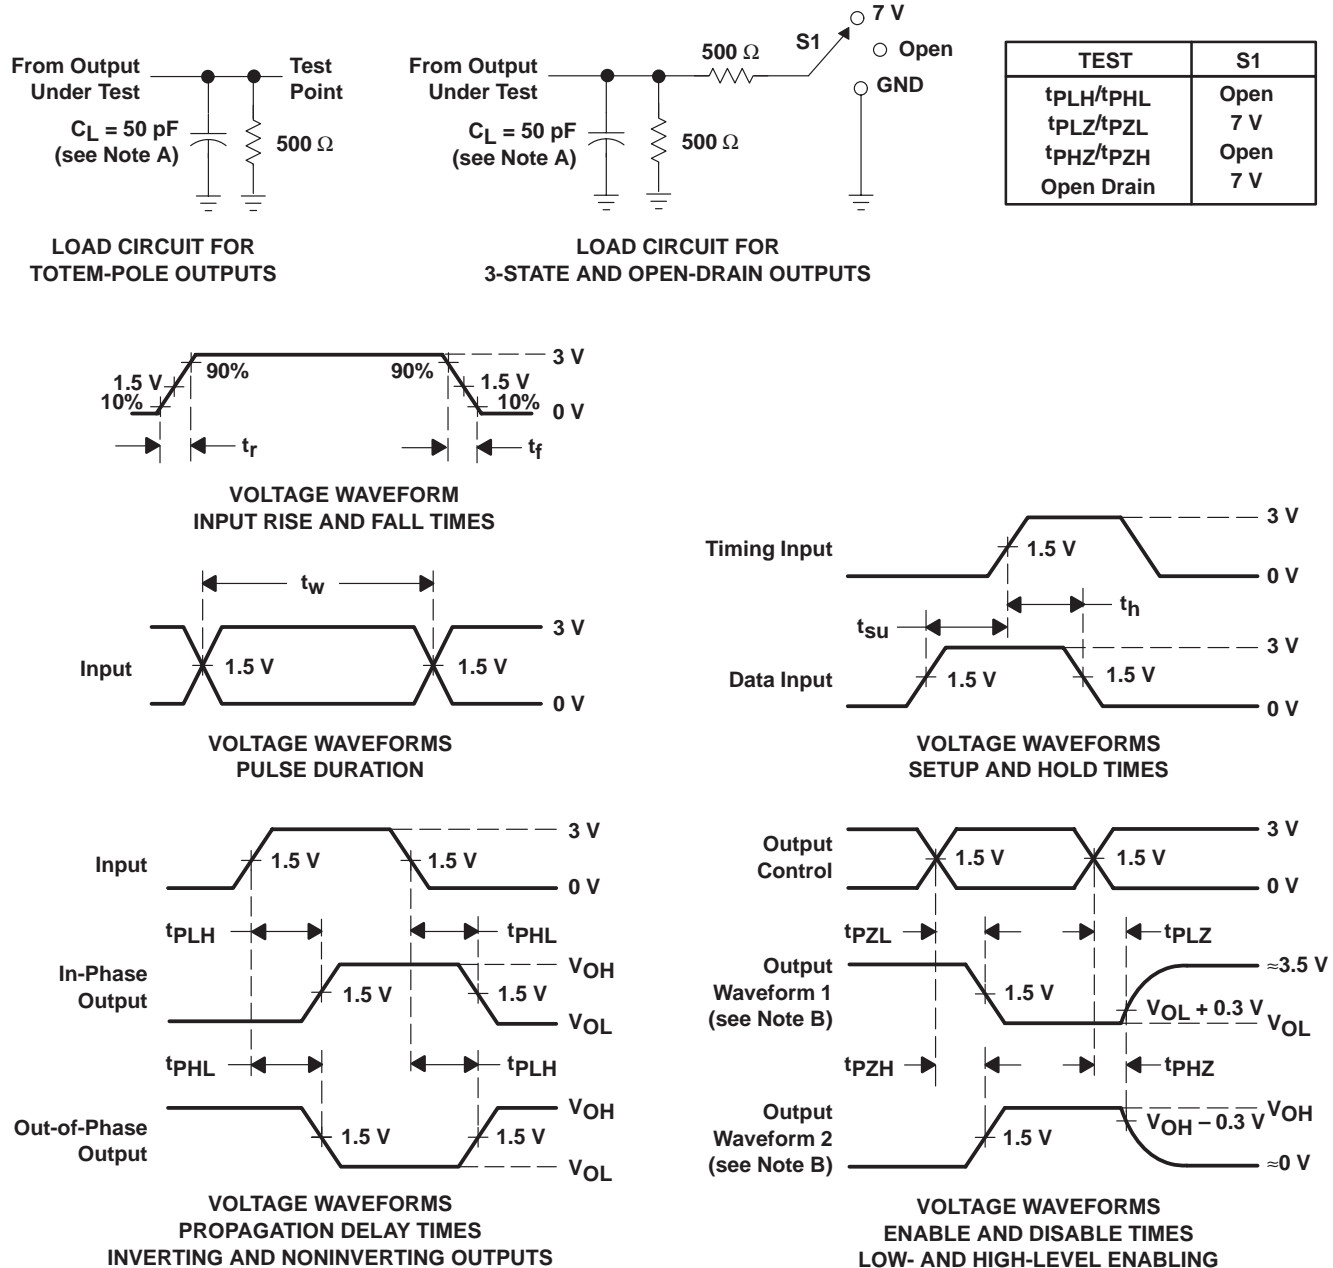 From Output
Under Test
Test
Point
CL = 50 pF
(see Note A)
500 Ω
LOAD CIRCUIT FOR
TOTEM-POLE OUTPUTS
From Output
Under Test
CL = 50 pF
(see Note A)
500 Ω
500 Ω
S1
7 V
Open
GND
LOAD CIRCUIT FOR
3-STATE AND OPEN-DRAIN OUTPUTS
TEST S1
tPLH/tPHL Open
tPLZ/tPZL 7 V
tPHZ/tPZH Open
Open Drain 7 V
3 V
90% 90%
1.5 V 1.5 V
10% 10% 0 V
tr tf
VOLTAGE WAVEFORM
INPUT RISE AND FALL TIMES
tw
3 V
Input 1.5 V 1.5 V
0 V
VOLTAGE WAVEFORMS
PULSE DURATION
3 V
Timing Input 1.5 V
0 V
th
tsu
3 V
Data Input 1.5 V 1.5 V
0 V
VOLTAGE WAVEFORMS
SETUP AND HOLD TIMES
3 V
Input 1.5 V 1.5 V
0 V
tPLH tPHL
In-Phase
Output
VOH
1.5 V 1.5 V
VOL
tPHL tPLH
Out-of-Phase
Output
VOH
1.5 V 1.5 V
VOL
VOLTAGE WAVEFORMS
PROPAGATION DELAY TIMES
INVERTING AND NONINVERTING OUTPUTS
Output
Control
3 V
1.5 V 1.5 V
0 V
tPZL tPLZ
Output
Waveform 1
(see Note B)
≈3.5 V
1.5 V VOL + 0.3 V
VOL
tPZH tPHZ
Output
Waveform 2
(see Note B)
VOH
1.5 V VOH – 0.3 V
≈0 V
VOLTAGE WAVEFORMS
ENABLE AND DISABLE TIMES
LOW- AND HIGH-LEVEL ENABLING